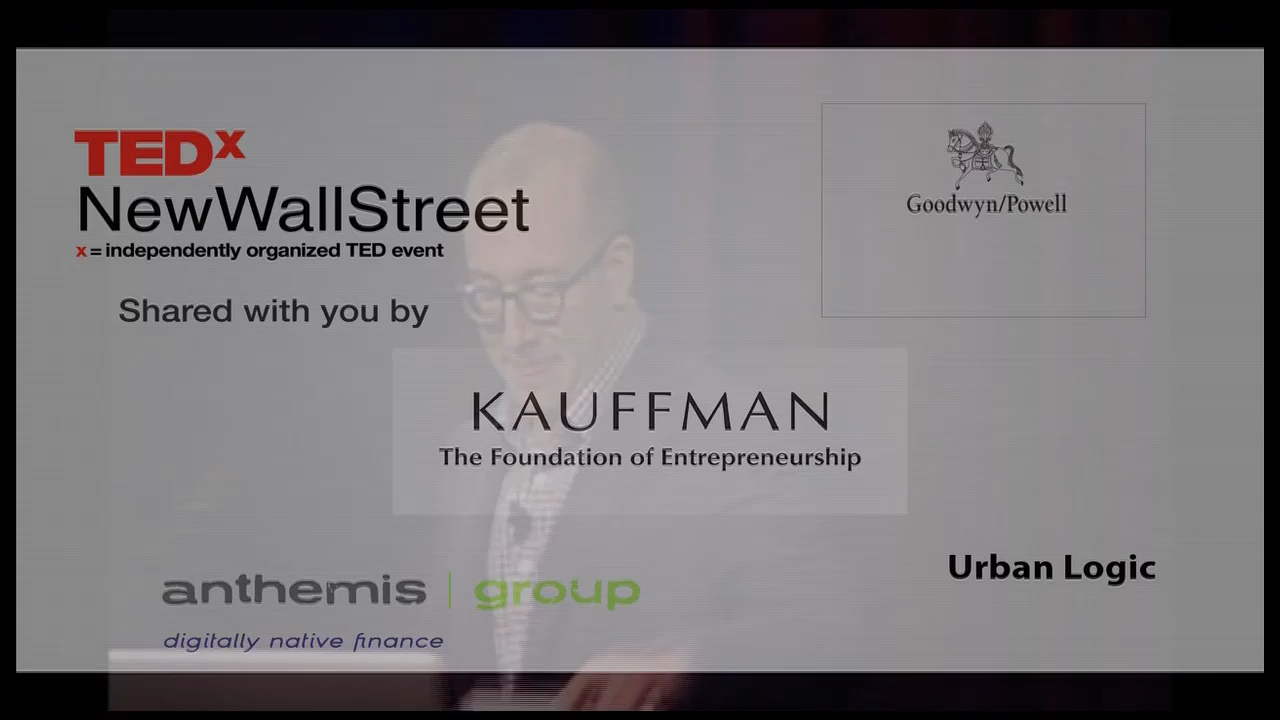 TEDx
NewWallStreet
x = independently organized TED event
Shared with you by
Goodwyn/Powell
KAUFFMAN
The Foundation of Entrepreneurship
Urban Logic
anthemis | group
digitally native finance